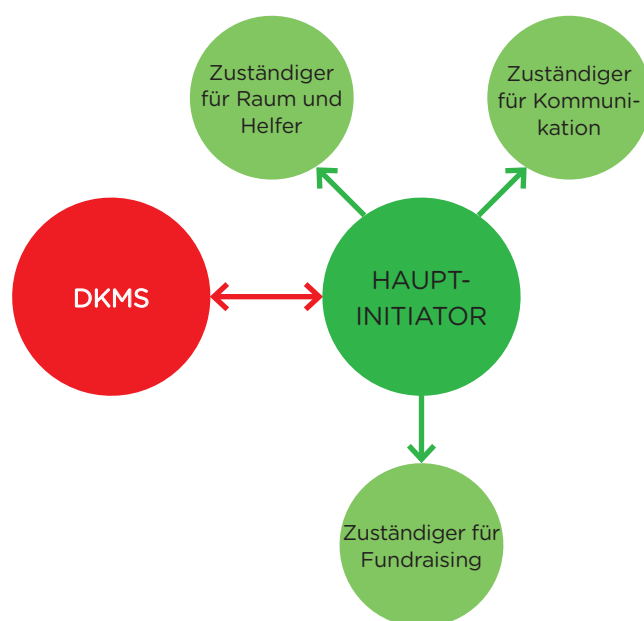 Zuständiger
für Raum und
Helfer
Zuständiger
für Kommuni-
kation
DKMS
HAUPT-
INITIATOR
Zuständiger für
Fundraising